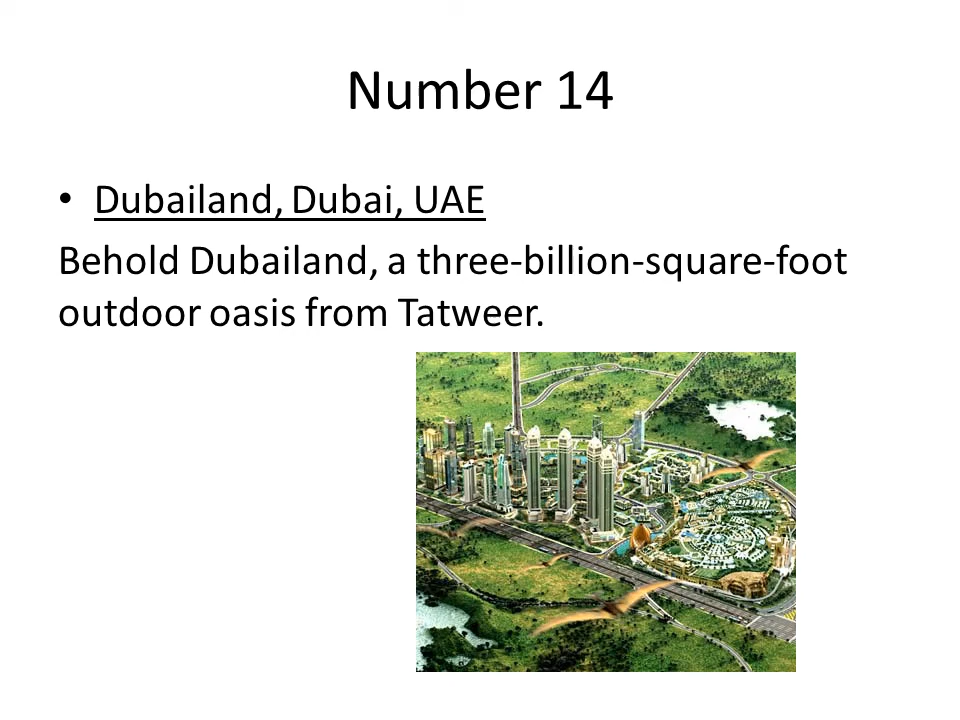 Number 14
• Dubailand, Dubai, UAE
Behold Dubailand, a three-billion-square-foot
outdoor oasis from Tatweer.